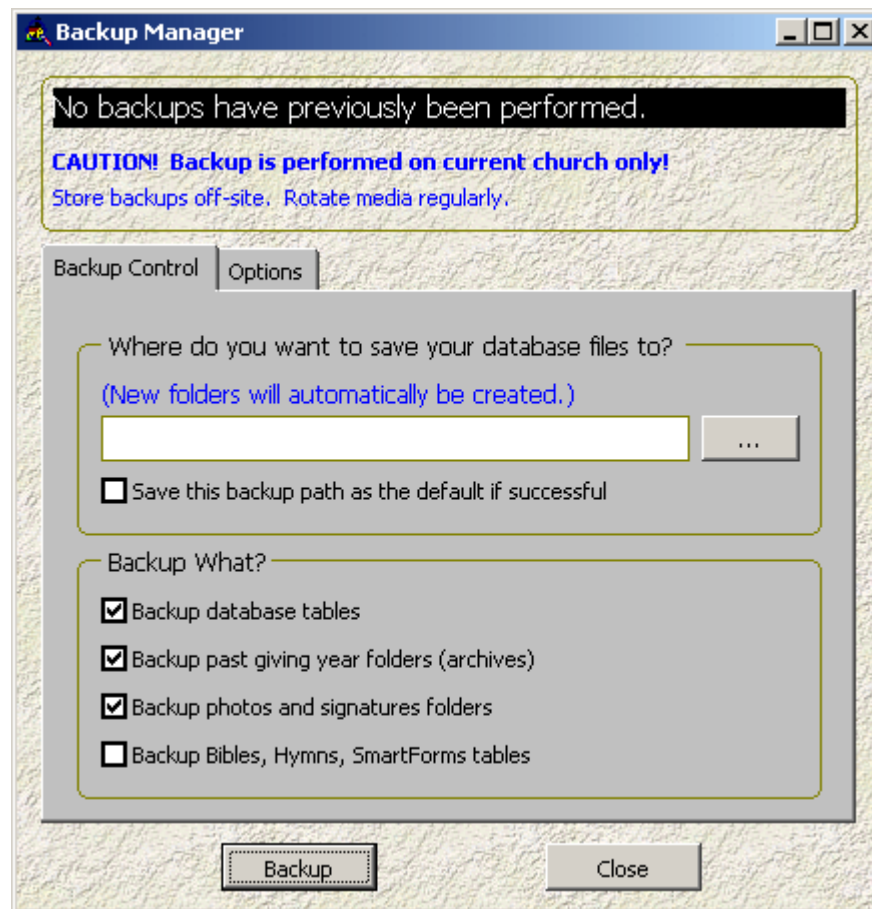 Backup Manager
No backups have previously been performed.
CAUTION! Backup is performed on current church only!
Store backups off-site. Rotate media regularly.
Backup Control
Options
Where do you want to save your database files to?
(New folders will automatically be created.)
...
Save this backup path as the default if successful
Backup What?
Backup database tables
Backup past giving year folders (archives)
Backup photos and signatures folders
Backup Bibles, Hymns, SmartForms tables
Backup
Close